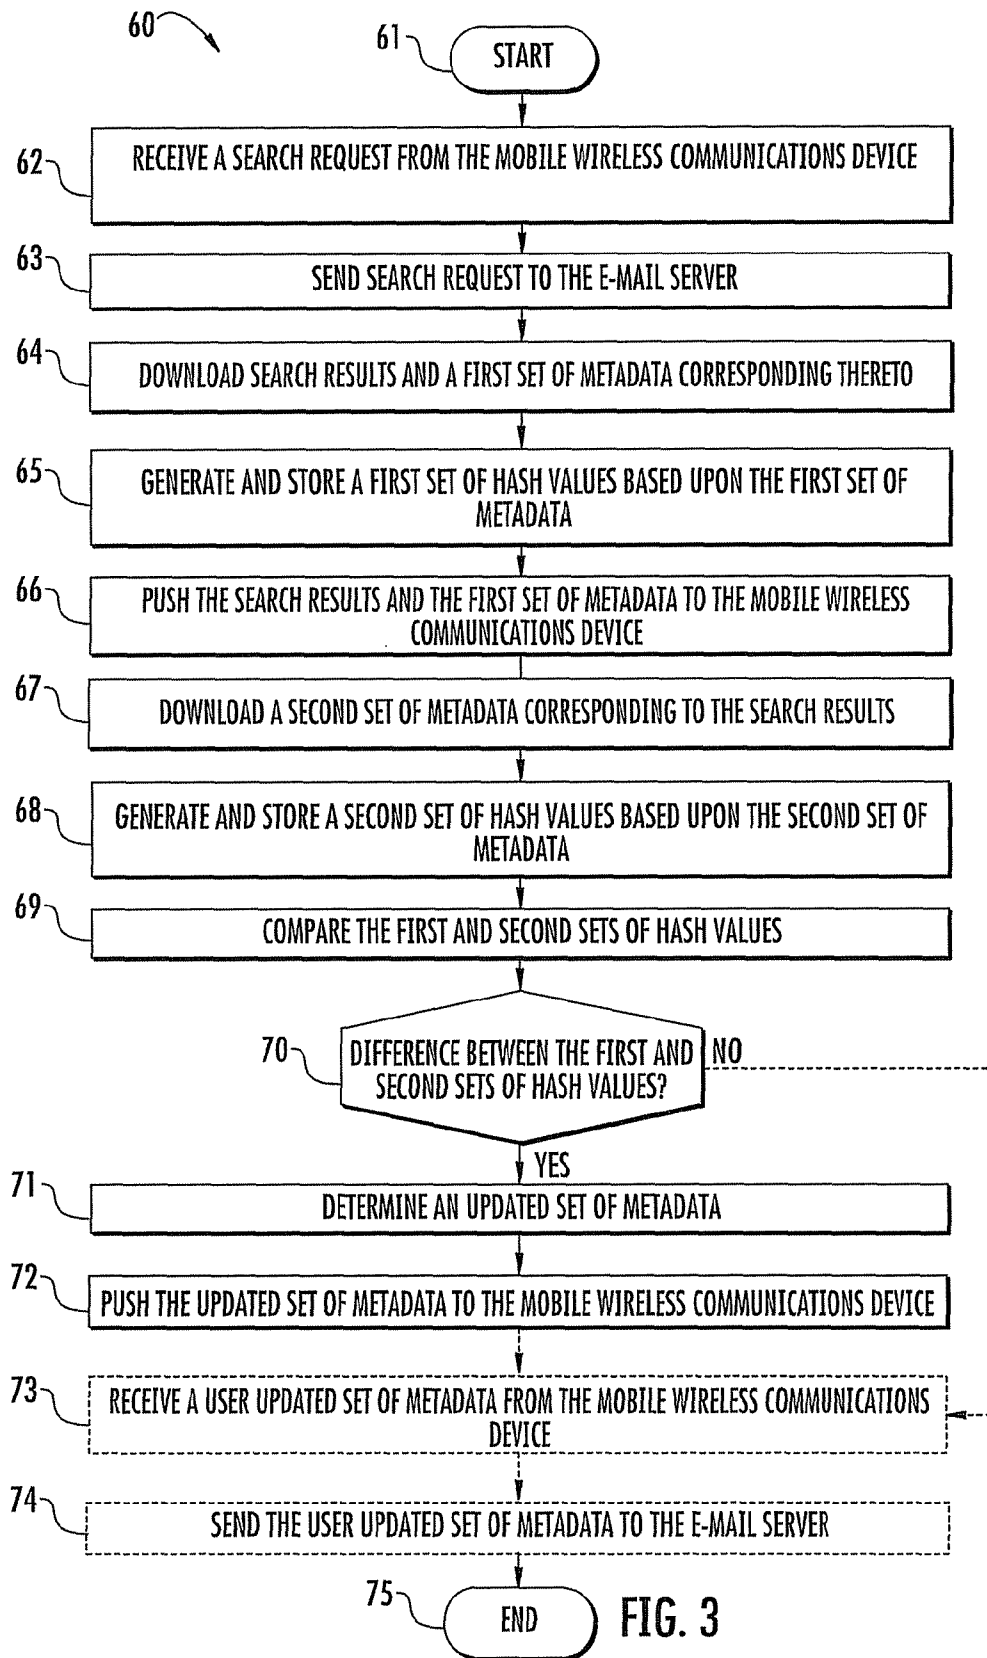 60
61
START
62
RECEIVE A SEARCH REQUEST FROM THE MOBILE WIRELESS COMMUNICATIONS DEVICE
63
SEND SEARCH REQUEST TO THE E-MAIL SERVER
64
DOWNLOAD SEARCH RESULTS AND A FIRST SET OF METADATA CORRESPONDING THERETO
65
GENERATE AND STORE A FIRST SET OF HASH VALUES BASED UPON THE FIRST SET OF
METADATA
66
PUSH THE SEARCH RESULTS AND THE FIRST SET OF METADATA TO THE MOBILE WIRELESS
COMMUNICATIONS DEVICE
67
DOWNLOAD A SECOND SET OF METADATA CORRESPONDING TO THE SEARCH RESULTS
68
GENERATE AND STORE A SECOND SET OF HASH VALUES BASED UPON THE SECOND SET OF
METADATA
69
COMPARE THE FIRST AND SECOND SETS OF HASH VALUES
70
DIFFERENCE BETWEEN THE FIRST AND
SECOND SETS OF HASH VALUES?
NO
YES
71
DETERMINE AN UPDATED SET OF METADATA
72
PUSH THE UPDATED SET OF METADATA TO THE MOBILE WIRELESS COMMUNICATIONS DEVICE
73
RECEIVE A USER UPDATED SET OF METADATA FROM THE MOBILE WIRELESS COMMUNICATIONS
DEVICE
74
SEND THE USER UPDATED SET OF METADATA TO THE E-MAIL SERVER
75
END
FIG. 3